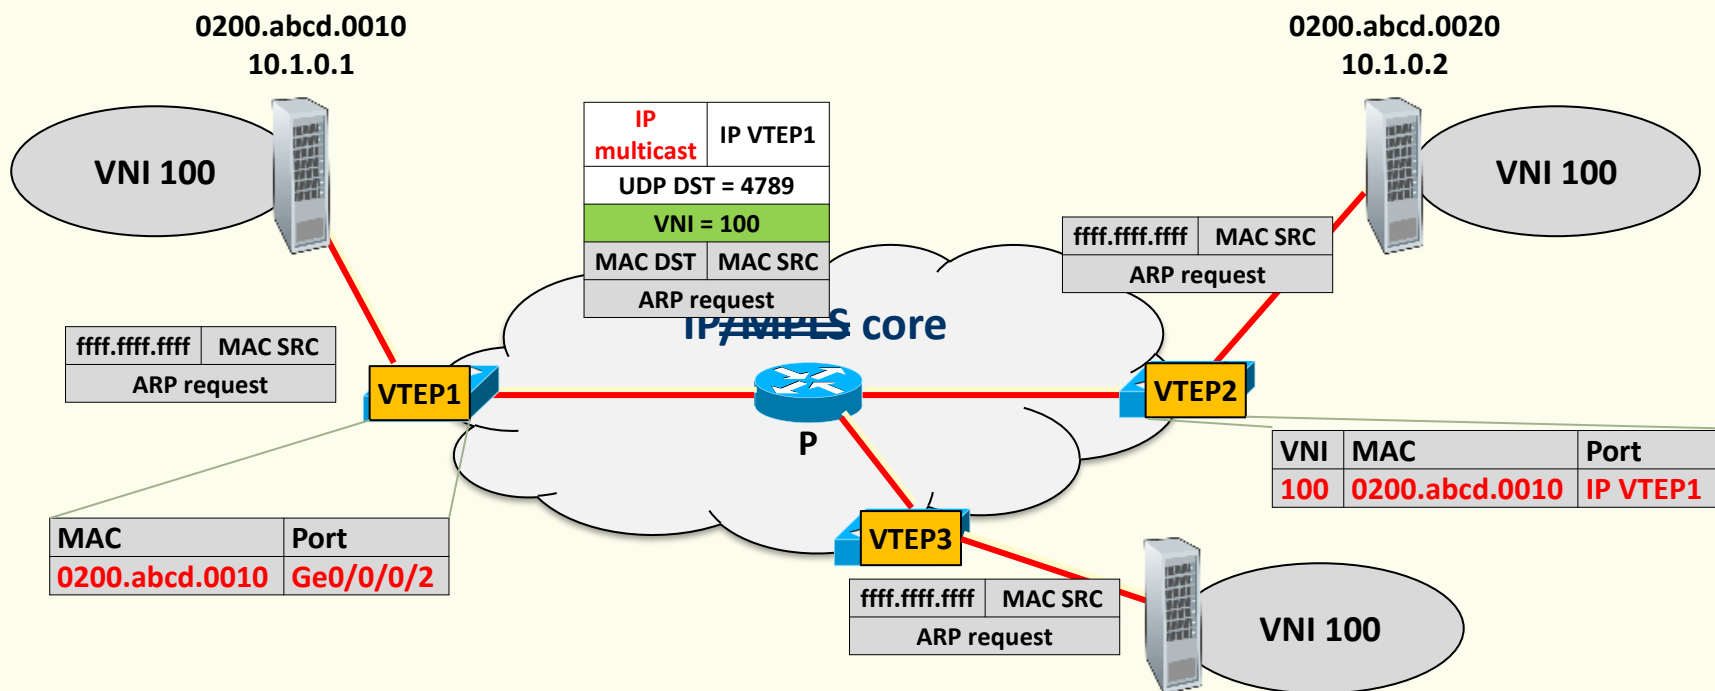 0200.abcd.0010
10.1.0.1
0200.abcd.0020
10.1.0.2
VNI 100
IP
multicast
IP VTEP1
UDP DST = 4789
VNI = 100
MAC DST MAC SRC
ARP request
VNI 100
ffff.ffff.ffff MAC SRC
ARP request
IP/MPLS core
ffff.ffff.ffff MAC SRC
ARP request
VTEP1
P
VTEP2
VNI MAC Port
100 0200.abcd.0010 IP VTEP1
MAC Port
0200.abcd.0010 Ge0/0/0/2
VTEP3
ffff.ffff.ffff MAC SRC
ARP request
VNI 100